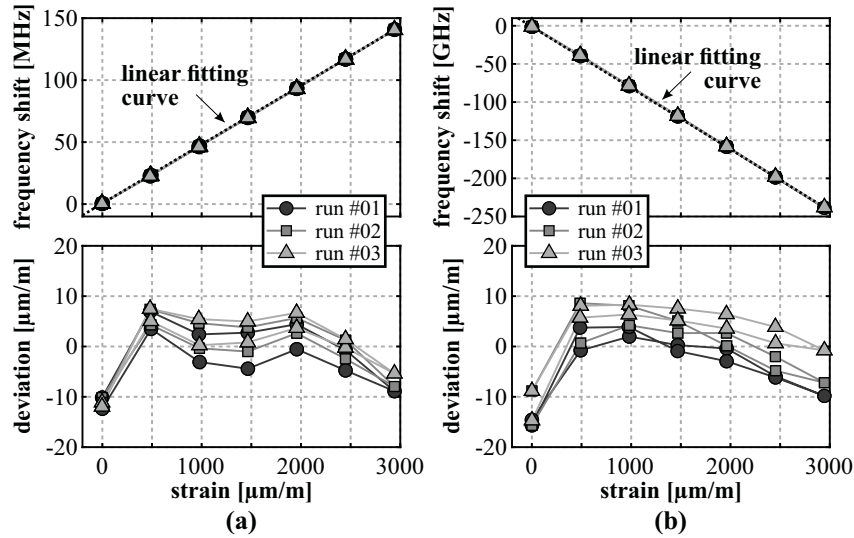 150
100
50
0
frequency shift [MHz]
linear fitting
curve
0
-50
-100
-150
-200
-250
frequency shift [GHz]
linear fitting
curve
run #01
run #02
run #03
run #01
run #02
run #03
20
10
0
-10
-20
deviation [µm/m]
0 1000 2000 3000
strain [µm/m]
(a)
20
10
0
-10
-20
deviation [µm/m]
0 1000 2000 3000
strain [µm/m]
(b)